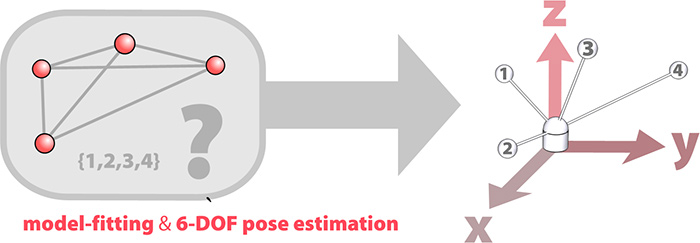 {1,2,3,4}
?
model-fitting & 6-DOF pose estimation
z
3
1
4
2
y
x